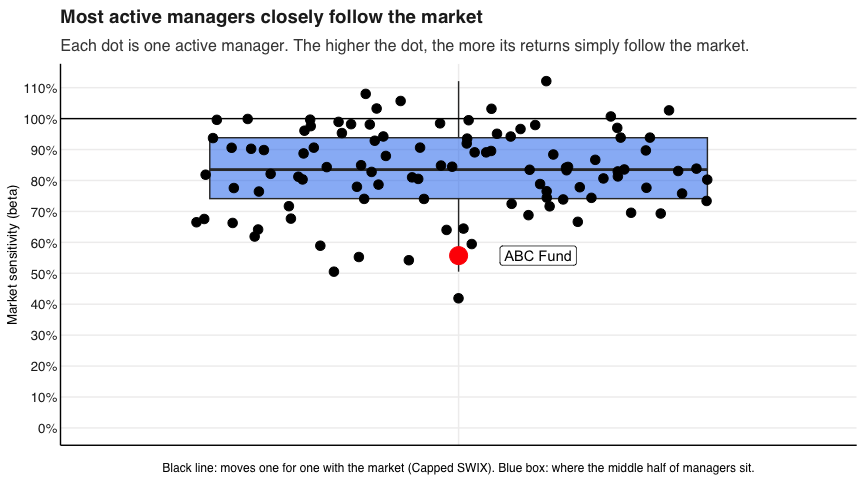 Most active managers closely follow the market
Each dot is one active manager. The higher the dot, the more its returns simply follow the market.
Market sensitivity (beta)
110%
100%
90%
80%
70%
60%
50%
40%
30%
20%
10%
0%
ABC Fund
Black line: moves one for one with the market (Capped SWIX). Blue box: where the middle half of managers sit.